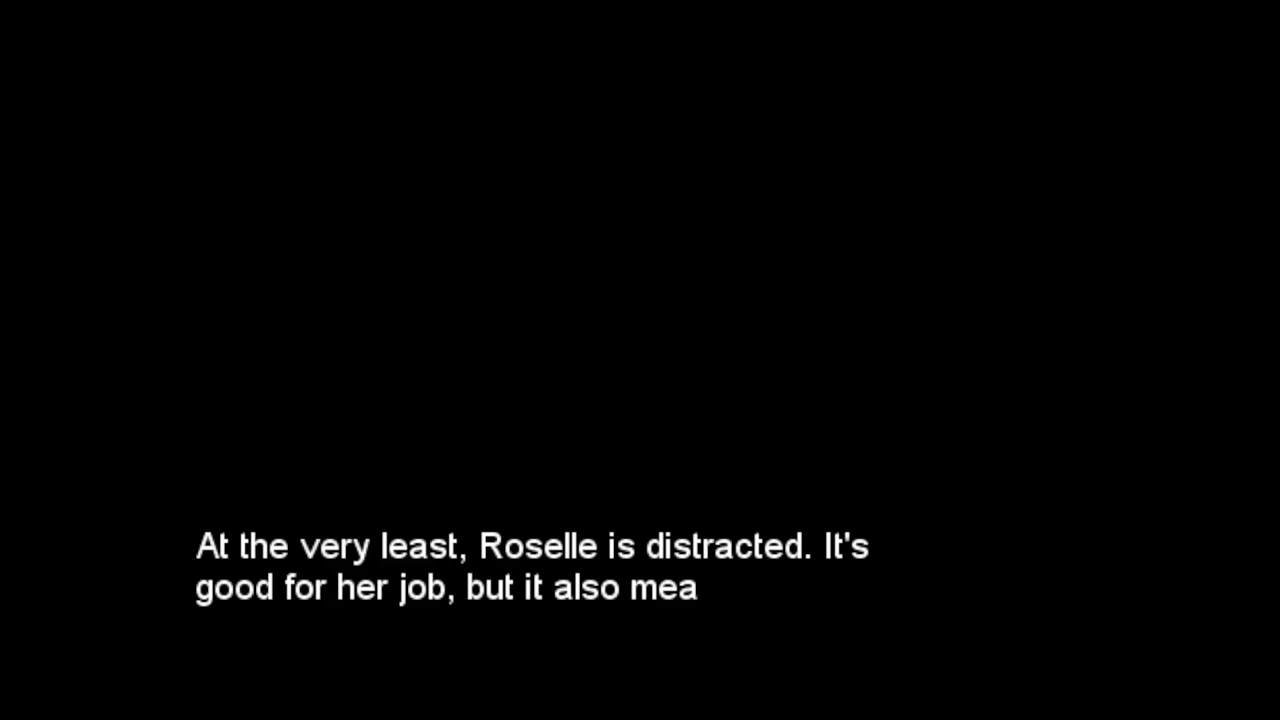 At the very least, Roselle is distracted. It's
good for her job, but it also mea